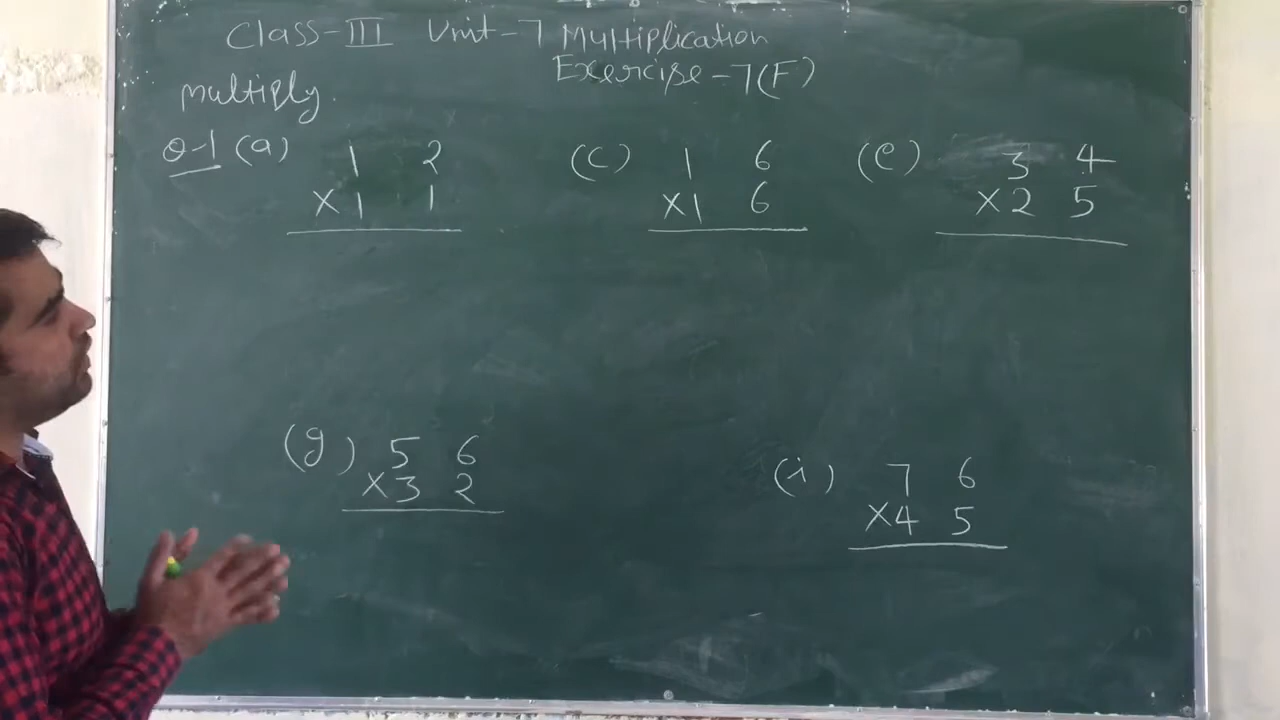 Class-III Unit-7 Multiplication
Exercise-7(F)
multiply.
Q-1 (a) 1 2 (c) 1 6 (e) 3 4
×1 1 ×1 6 ×2 5
(g) 5 6 (i) 7 6
×3 2 ×4 5